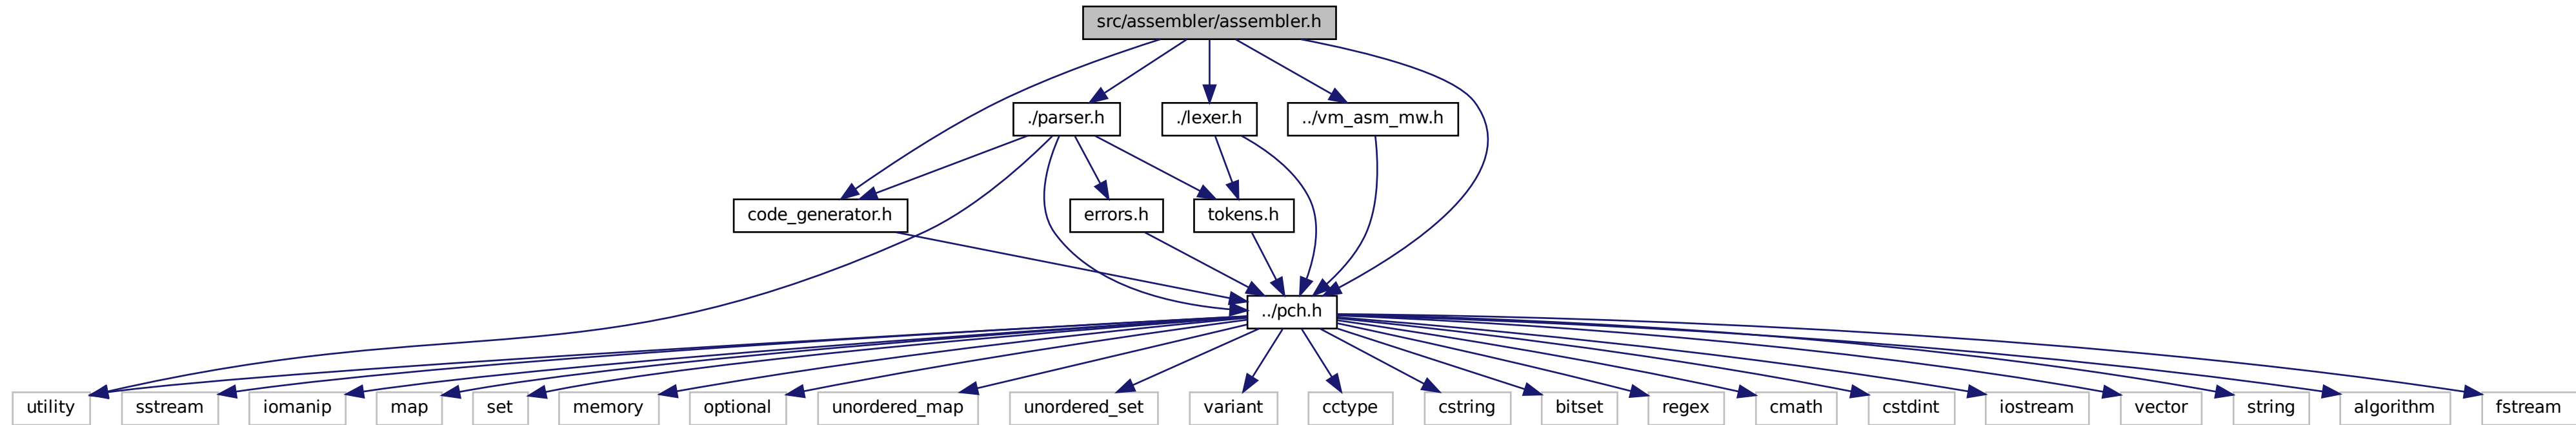 src/assembler/assembler.h
./parser.h
./lexer.h
../vm_asm_mw.h
code_generator.h
errors.h
tokens.h
../pch.h
utility
sstream
iomanip
map
set
memory
optional
unordered_map
unordered_set
variant
cctype
cstring
bitset
regex
cmath
cstdint
iostream
vector
string
algorithm
fstream